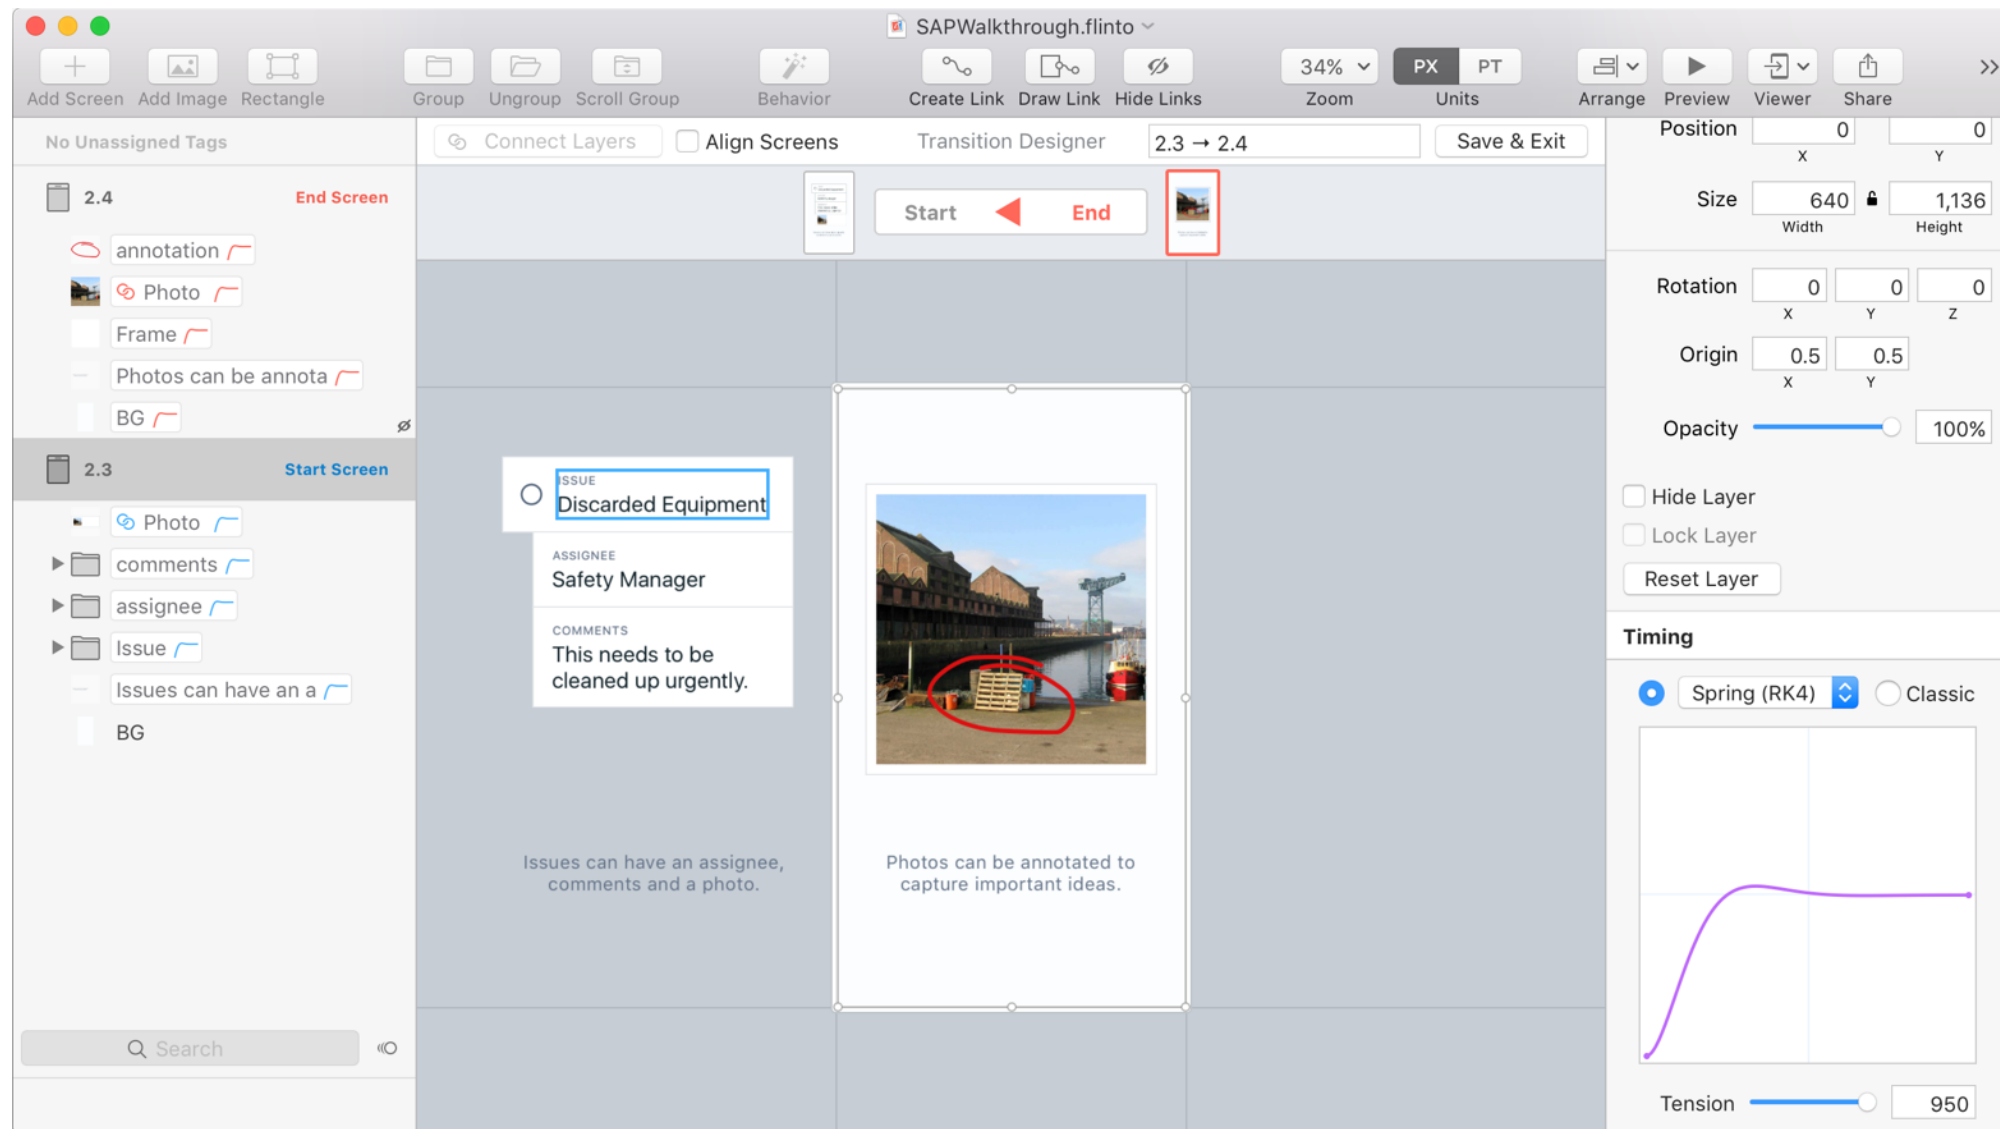 SAPWalkthrough.flinto
Add Screen
Add Image
Rectangle
Group
Ungroup
Scroll Group
Behavior
Create Link
Draw Link
Hide Links
34%
Zoom
PX
PT
Units
Arrange
Preview
Viewer
Share
No Unassigned Tags
2.4
End Screen
annotation
Photo
Frame
Photos can be annota
BG
2.3
Start Screen
Photo
comments
assignee
Issue
Issues can have an a
BG
Search
Connect Layers
Align Screens
Transition Designer
2.3 → 2.4
Save & Exit
Start
End
ISSUE
Discarded Equipment
ASSIGNEE
Safety Manager
COMMENTS
This needs to be
cleaned up urgently.
Issues can have an assignee,
comments and a photo.
Photos can be annotated to
capture important ideas.
Position
0
0
X
Y
Size
640
1,136
Width
Height
Rotation
0
0
0
X
Y
Z
Origin
0.5
0.5
X
Y
Opacity
100%
Hide Layer
Lock Layer
Reset Layer
Timing
Spring (RK4)
Classic
Tension
950